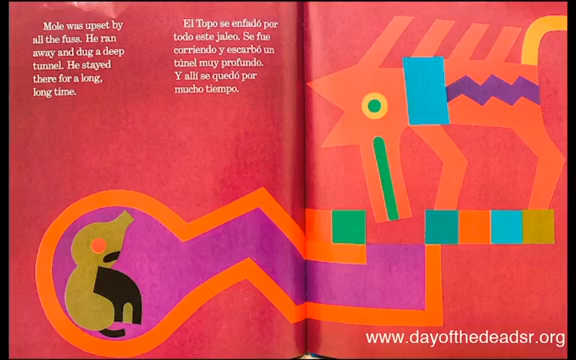 Mole was upset by
all the fuss. He ran
away and dug a deep
tunnel. He stayed
there for a long,
long time.
El Topo se enfadó por
todo este jaleo. Se fue
corriendo y escarbó un
túnel muy profundo.
Y allí se quedó por
mucho tiempo.
www.dayofthedeadsr.org